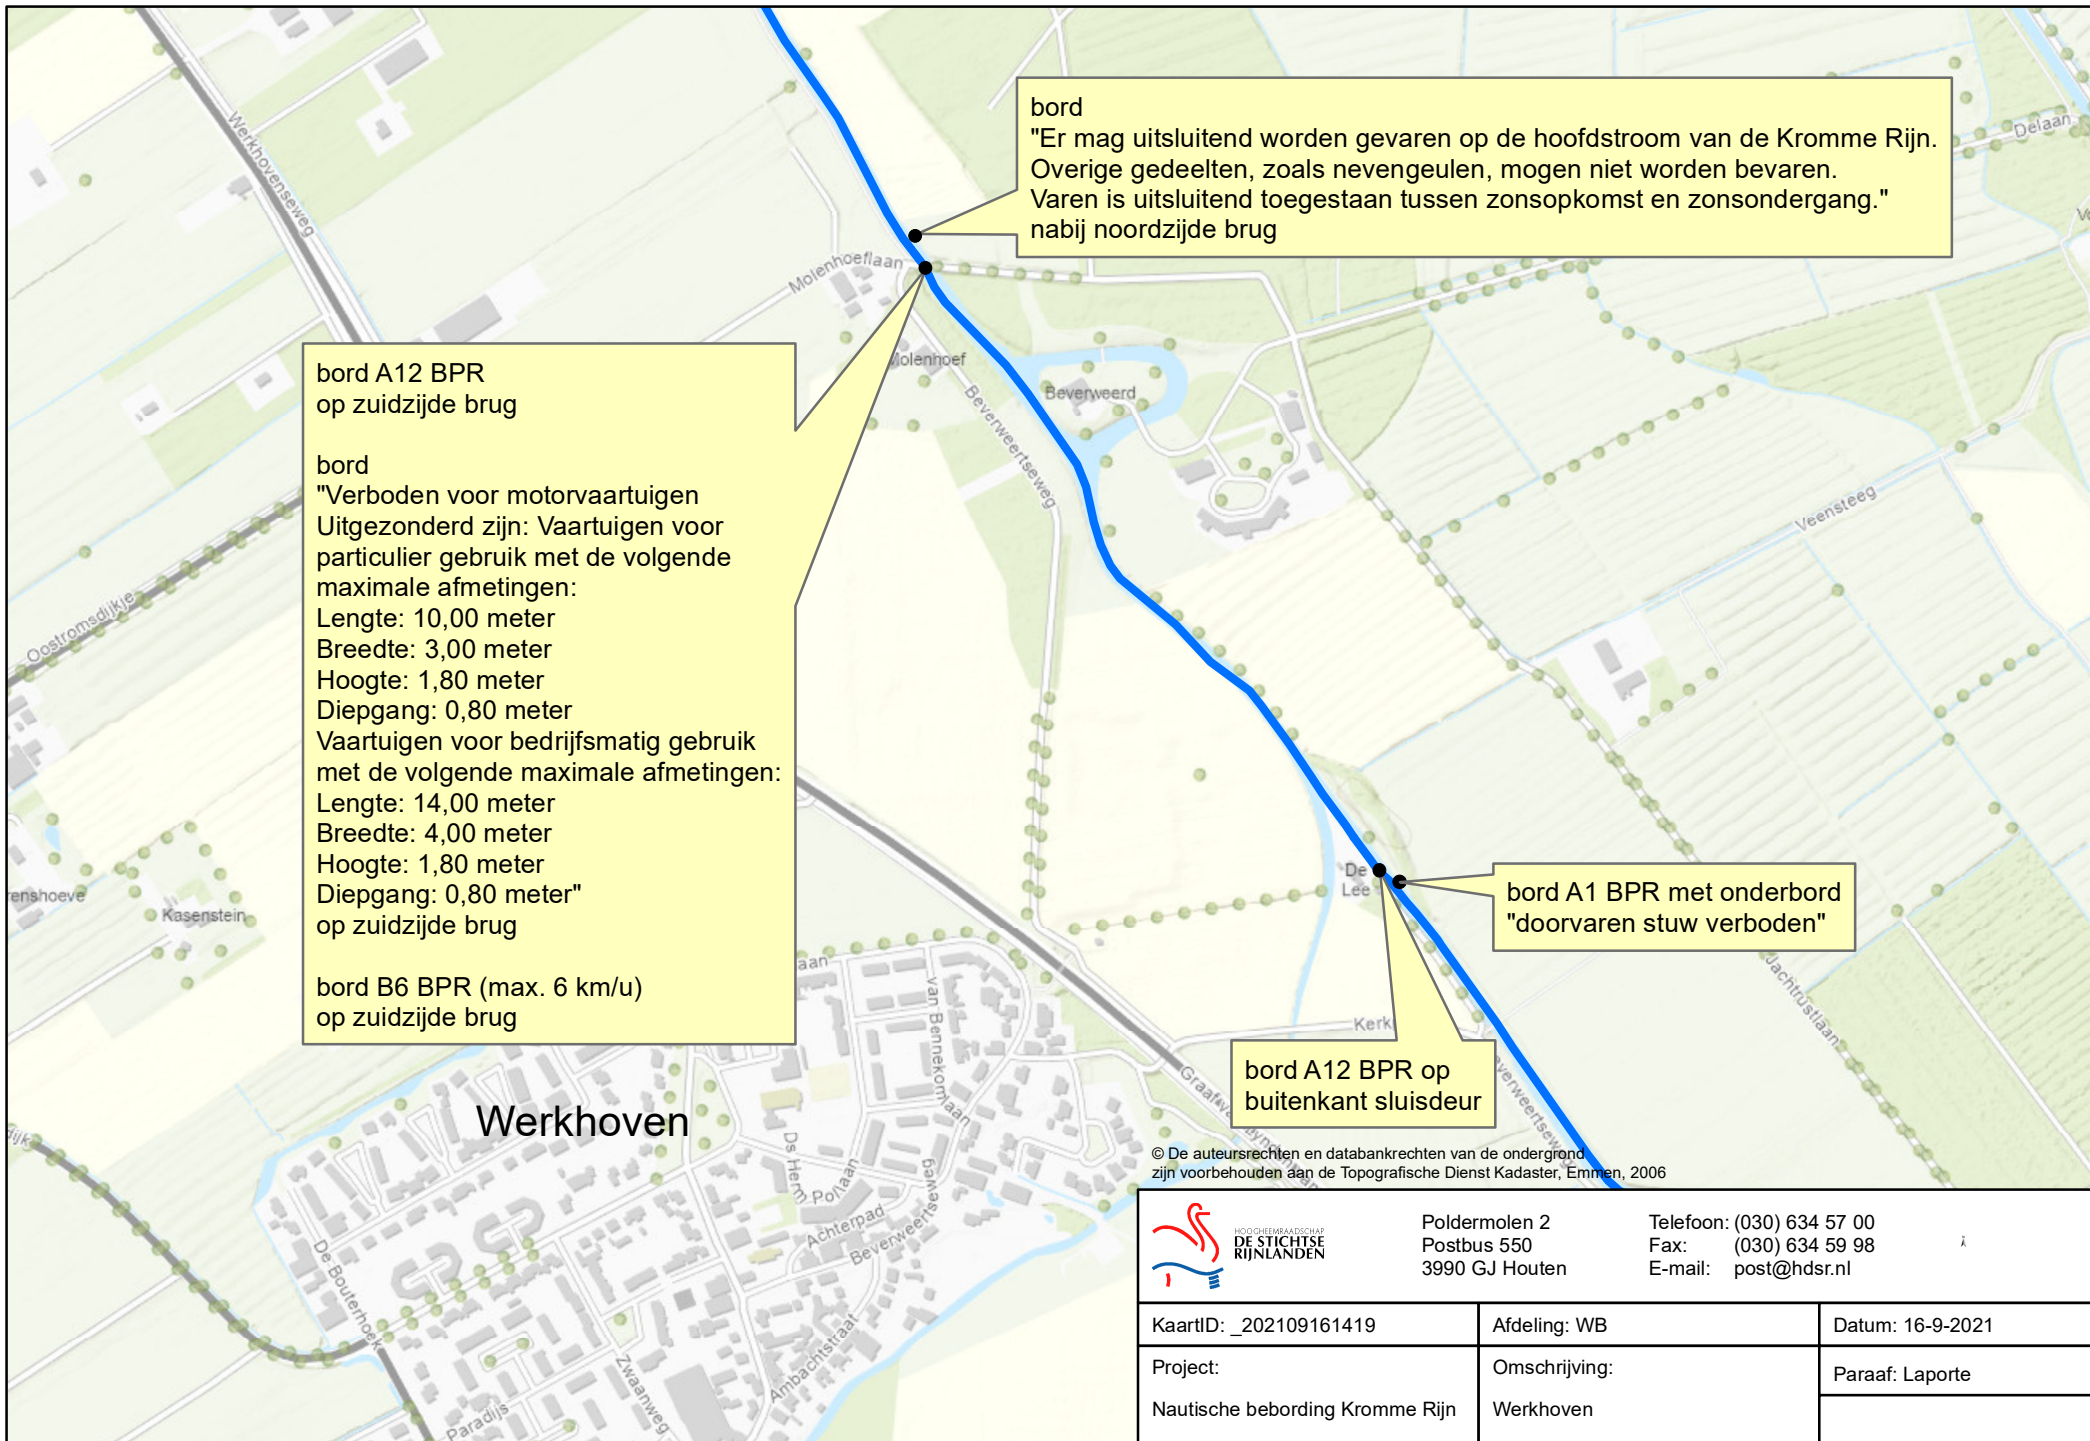 bord
"Er mag uitsluitend worden gevaren op de hoofdstroom van de Kromme Rijn.
Overige gedeelten, zoals nevengeulen, mogen niet worden bevaren.
Varen is uitsluitend toegestaan tussen zonsopkomst en zonsondergang."
nabij noordzijde brug
Delaan
Werkhovenseweg
Molenhoeflaan
Molenhoef
Beverweerd
Beverweertseweg
Veensteeg
Oostromsdijkje
bord A12 BPR
op zuidzijde brug
bord
"Verboden voor motorvaartuigen
Uitgezonderd zijn: Vaartuigen voor
particulier gebruik met de volgende
maximale afmetingen:
Lengte: 10,00 meter
Breedte: 3,00 meter
Hoogte: 1,80 meter
Diepgang: 0,80 meter
Vaartuigen voor bedrijfsmatig gebruik
met de volgende maximale afmetingen:
Lengte: 14,00 meter
Breedte: 4,00 meter
Hoogte: 1,80 meter
Diepgang: 0,80 meter"
op zuidzijde brug
bord B6 BPR (max. 6 km/u)
op zuidzijde brug
De
Lee
bord A1 BPR met onderbord
"doorvaren stuw verboden"
renshoeve
Kasenstein
aan
van Bennekomlaan
Jachtrustlaan
Kerk
bord A12 BPR op
buitenkant sluisdeur
everweertseweg
Werkhoven
dijk
Ds Herm
Pollaan
Achterpad
Beverweertseweg
De Bouterhoek
Zwaanweg
Ambachtstraat
Paradijs
© De auteursrechten en databankrechten van de ondergrond
zijn voorbehouden aan de Topografische Dienst Kadaster, Emmen, 2006
HOOGHEEMRAADSCHAP
DE STICHTSE
RIJNLANDEN
Poldermolen 2
Postbus 550
3990 GJ Houten
Telefoon: (030) 634 57 00
Fax: (030) 634 59 98
E-mail: post@hdsr.nl
KaartID: _202109161419
Afdeling: WB
Datum: 16-9-2021
Project:
Nautische bebording Kromme Rijn
Omschrijving:
Werkhoven
Paraaf: Laporte